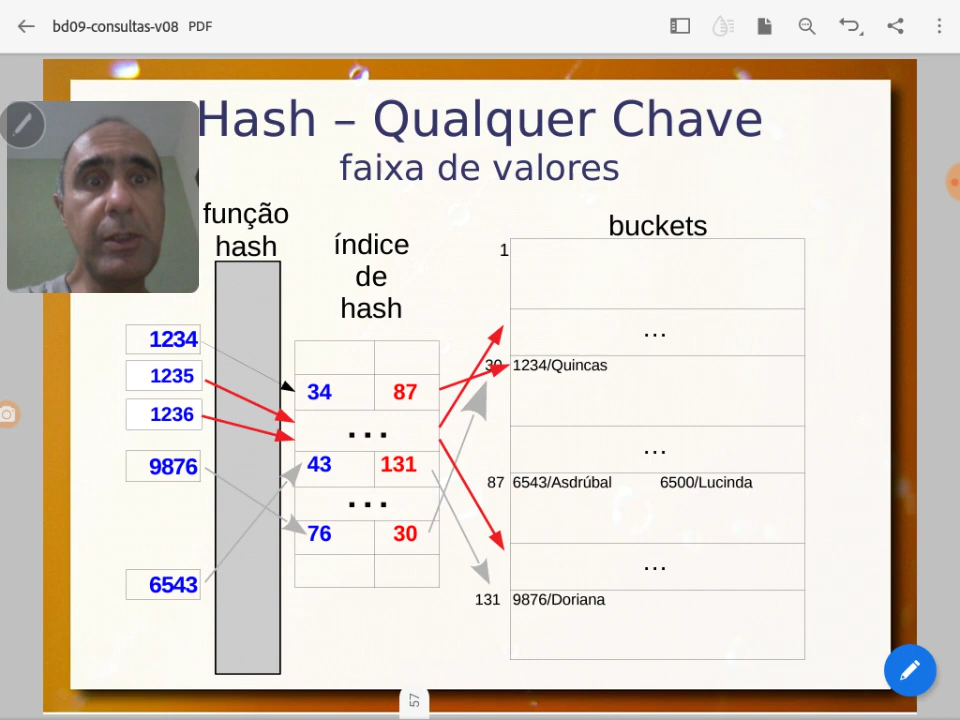 bd09-consultas-v08 PDF
Hash – Qualquer Chave
faixa de valores
função
hash
índice
de
hash
buckets
1
1234
1235
1236
9876
6543
34 87
...
43 131
...
76 30
...
30 1234/Quincas
...
87 6543/Asdrúbal 6500/Lucinda
...
131 9876/Doriana
57